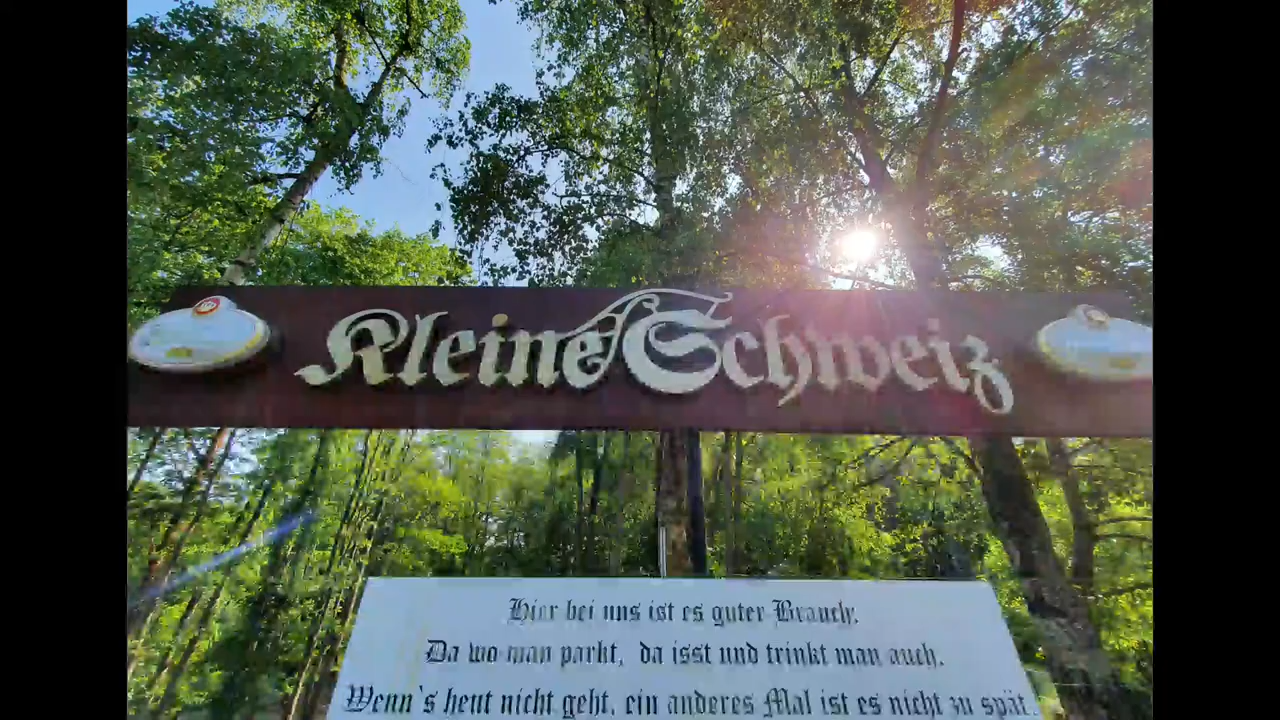 Kleine Schweiz
Hier bei uns ist es guter Brauch,
Da wo man parkt, da isst und trinkt man auch.
Wenn`s heut nicht geht, ein anderes Mal ist es nicht zu spät.